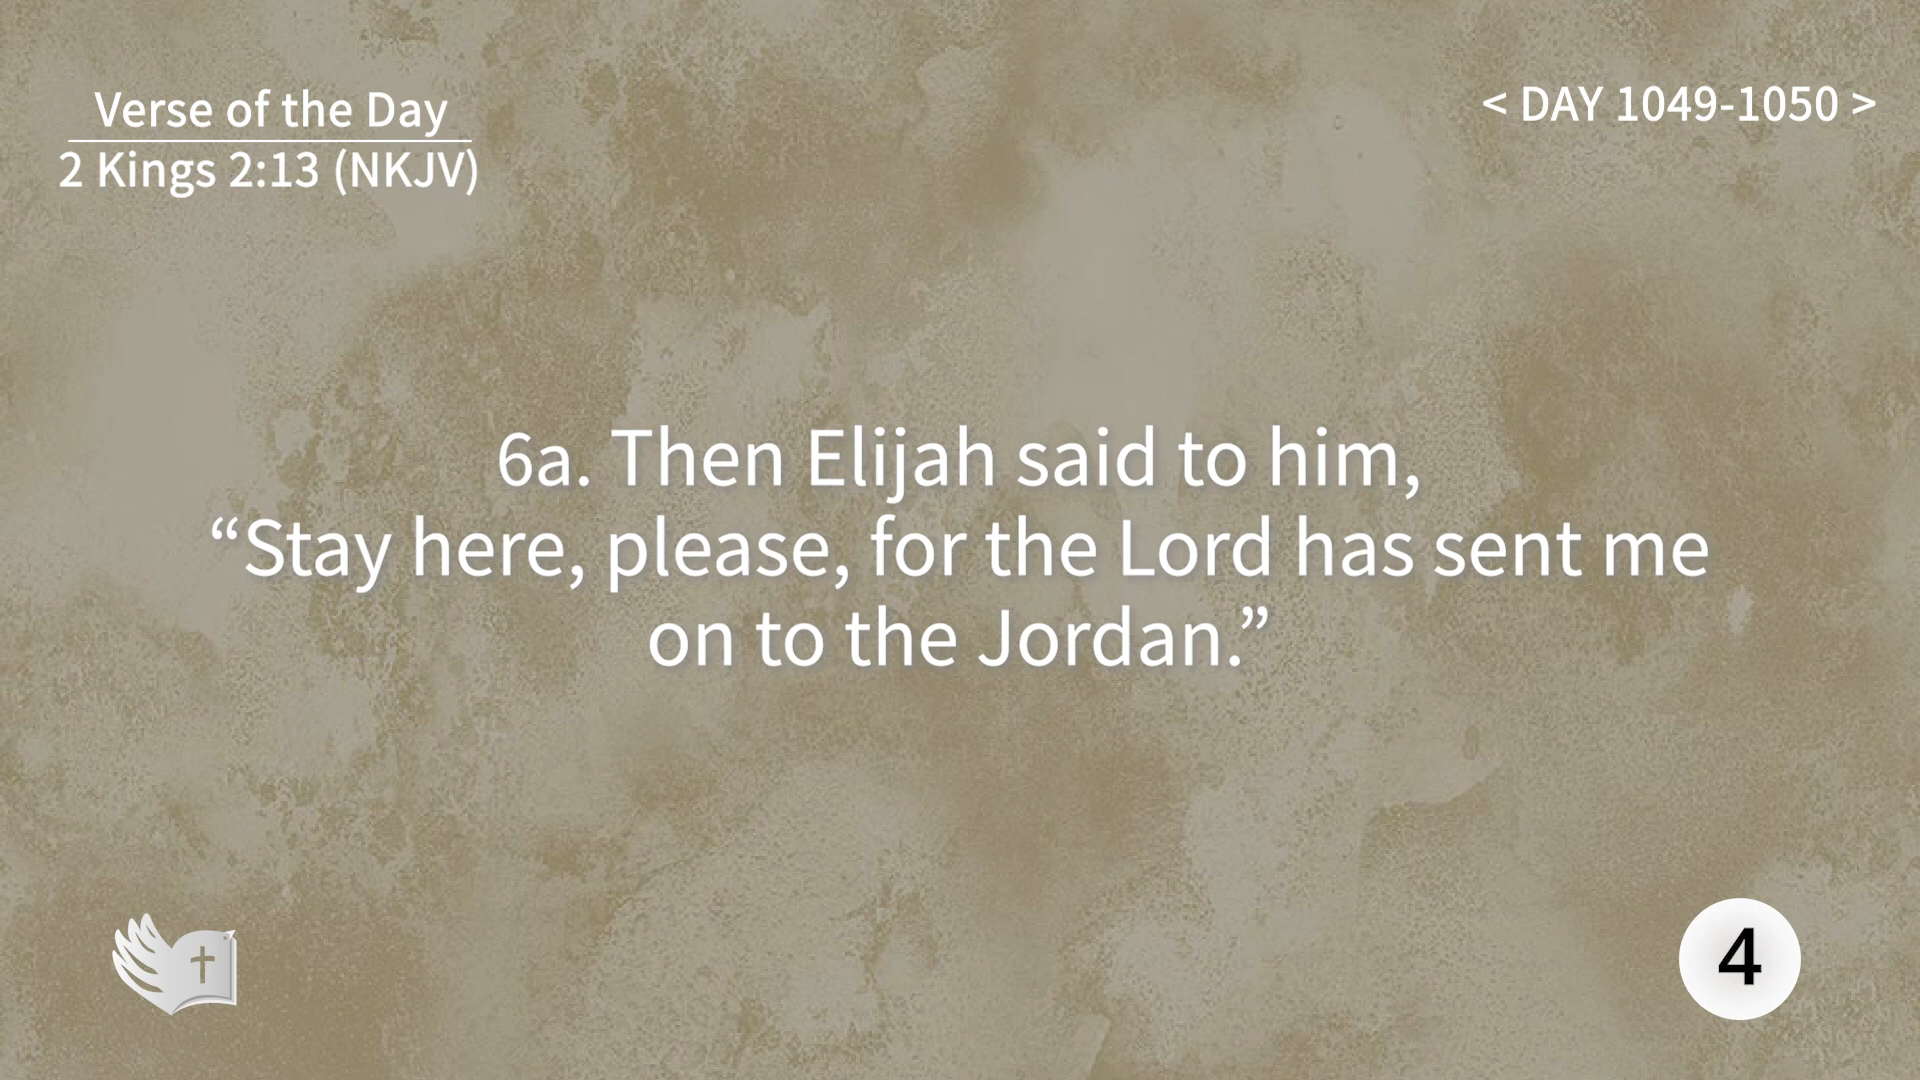 Verse of the Day
2 Kings 2:13 (NKJV)
< DAY 1049-1050 >
6a. Then Elijah said to him,
“Stay here, please, for the Lord has sent me
on to the Jordan.”
4